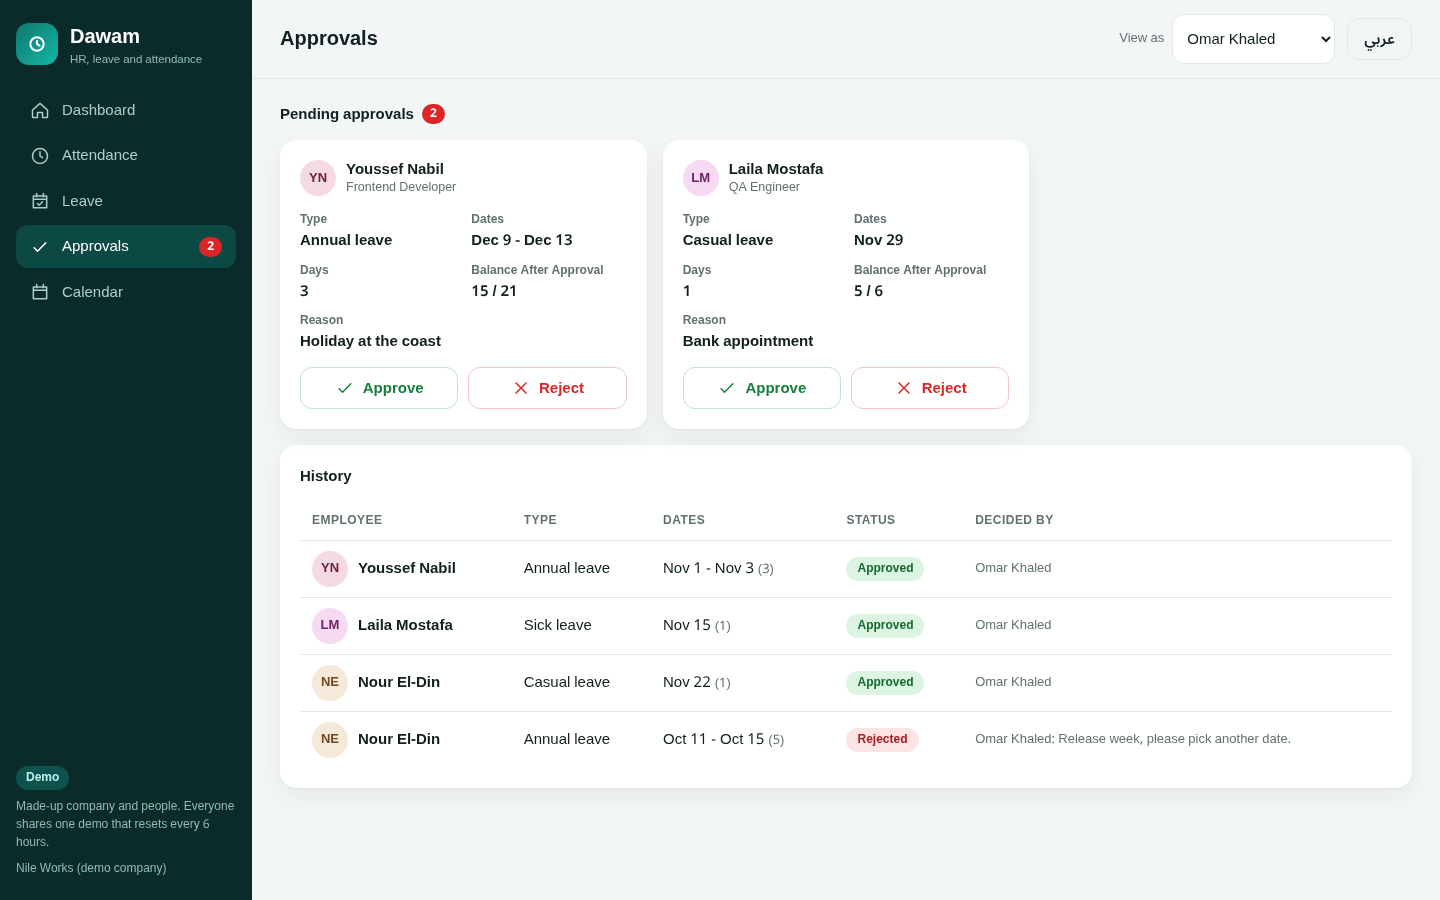 Dawam
HR, leave and attendance
Dashboard
Attendance
Leave
Approvals 2
Calendar
Demo
Made-up company and people. Everyone
shares one demo that resets every 6
hours.
Nile Works (demo company)
Approvals
View as
Omar Khaled
عربي
Pending approvals 2
YN
Youssef Nabil
Frontend Developer
Type
Annual leave
Dates
Dec 9 - Dec 13
Days
3
Balance After Approval
15 / 21
Reason
Holiday at the coast
Approve
Reject
LM
Laila Mostafa
QA Engineer
Type
Casual leave
Dates
Nov 29
Days
1
Balance After Approval
5 / 6
Reason
Bank appointment
Approve
Reject
History
EMPLOYEE TYPE DATES STATUS DECIDED BY
YN Youssef Nabil Annual leave Nov 1 - Nov 3 (3) Approved Omar Khaled
LM Laila Mostafa Sick leave Nov 15 (1) Approved Omar Khaled
NE Nour El-Din Casual leave Nov 22 (1) Approved Omar Khaled
NE Nour El-Din Annual leave Oct 11 - Oct 15 (5) Rejected Omar Khaled: Release week, please pick another date.